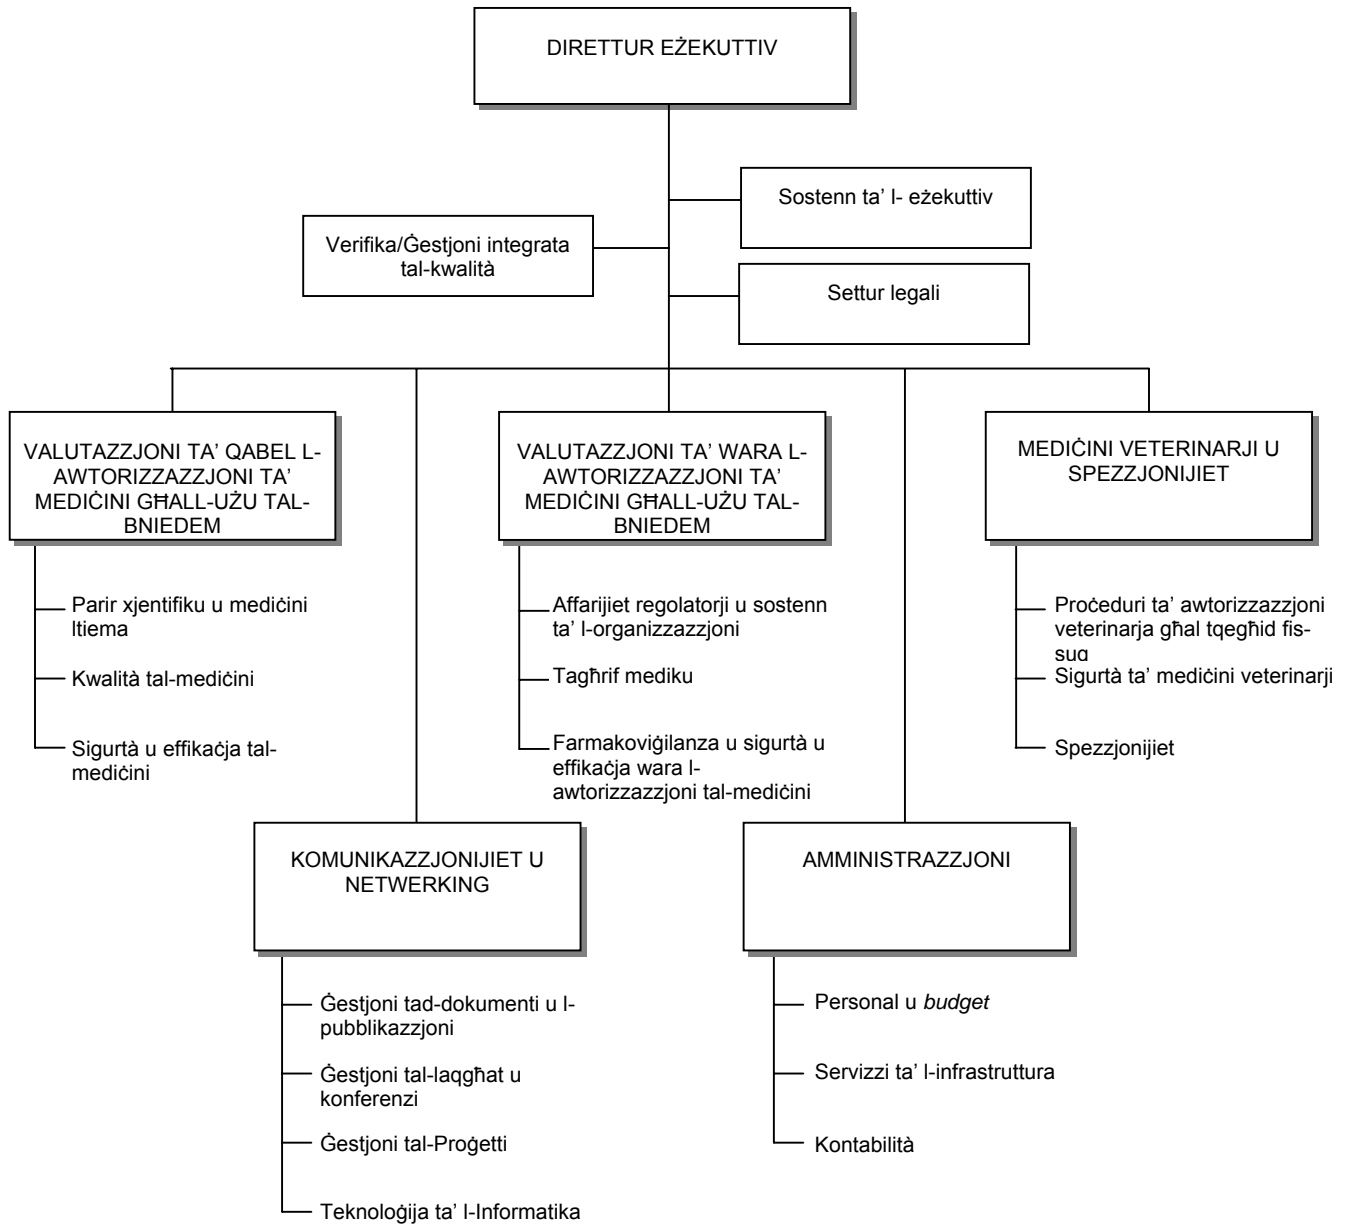 DIRETTUR EŻEKUTTIV
Sostenn ta’ l- eżekuttiv
Verifika/Ġestjoni integrata
tal-kwalità
Settur legali
VALUTAZZJONI TA’ QABEL L-
AWTORIZZAZZJONI TA’
MEDIĊINI GĦALL-UŻU TAL-
BNIEDEM
VALUTAZZJONI TA’ WARA L-
AWTORIZZAZZJONI TA’
MEDIĊINI GĦALL-UŻU TAL-
BNIEDEM
MEDIĊINI VETERINARJI U
SPEZZJONIJIET
Parir xjentifiku u mediċini
ltiema
Kwalità tal-mediċini
Sigurtà u effikaċja tal-
mediċini
Affarijiet regolatorji u sostenn
ta’ l-organizzazzjoni
Tagħrif mediku
Farmakoviġilanza u sigurtà u
effikaċja wara l-
awtorizzazzjoni tal-mediċini
Proċeduri ta’ awtorizzazzjoni
veterinarja għal tqegħid fis-
suq
Sigurtà ta’ mediċini veterinarji
Spezzjonijiet
KOMUNIKAZZJONIJIET U
NETWERKING
AMMINISTRAZZJONI
Ġestjoni tad-dokumenti u l-
pubblikazzjoni
Ġestjoni tal-laqgħat u
konferenzi
Ġestjoni tal-Proġetti
Teknoloġija ta’ l-Informatika
Personal u budget
Servizzi ta’ l-infrastruttura
Kontabilità